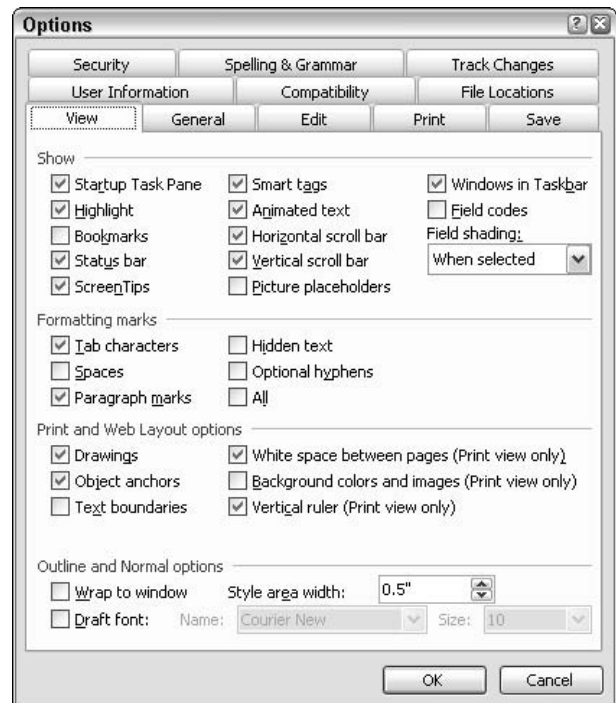 Options
Security Spelling & Grammar Track Changes
User Information Compatibility File Locations
View General Edit Print Save
Show
Startup Task Pane Smart tags Windows in Taskbar
Highlight Animated text Field codes
Bookmarks Horizontal scroll bar Field shading:
Status bar Vertical scroll bar When selected
ScreenTips Picture placeholders
Formatting marks
Tab characters Hidden text
Spaces Optional hyphens
Paragraph marks All
Print and Web Layout options
Drawings White space between pages (Print view only)
Object anchors Background colors and images (Print view only)
Text boundaries Vertical ruler (Print view only)
Outline and Normal options
Wrap to window Style area width: 0.5"
Draft font: Name: Courier New Size: 10
OK Cancel